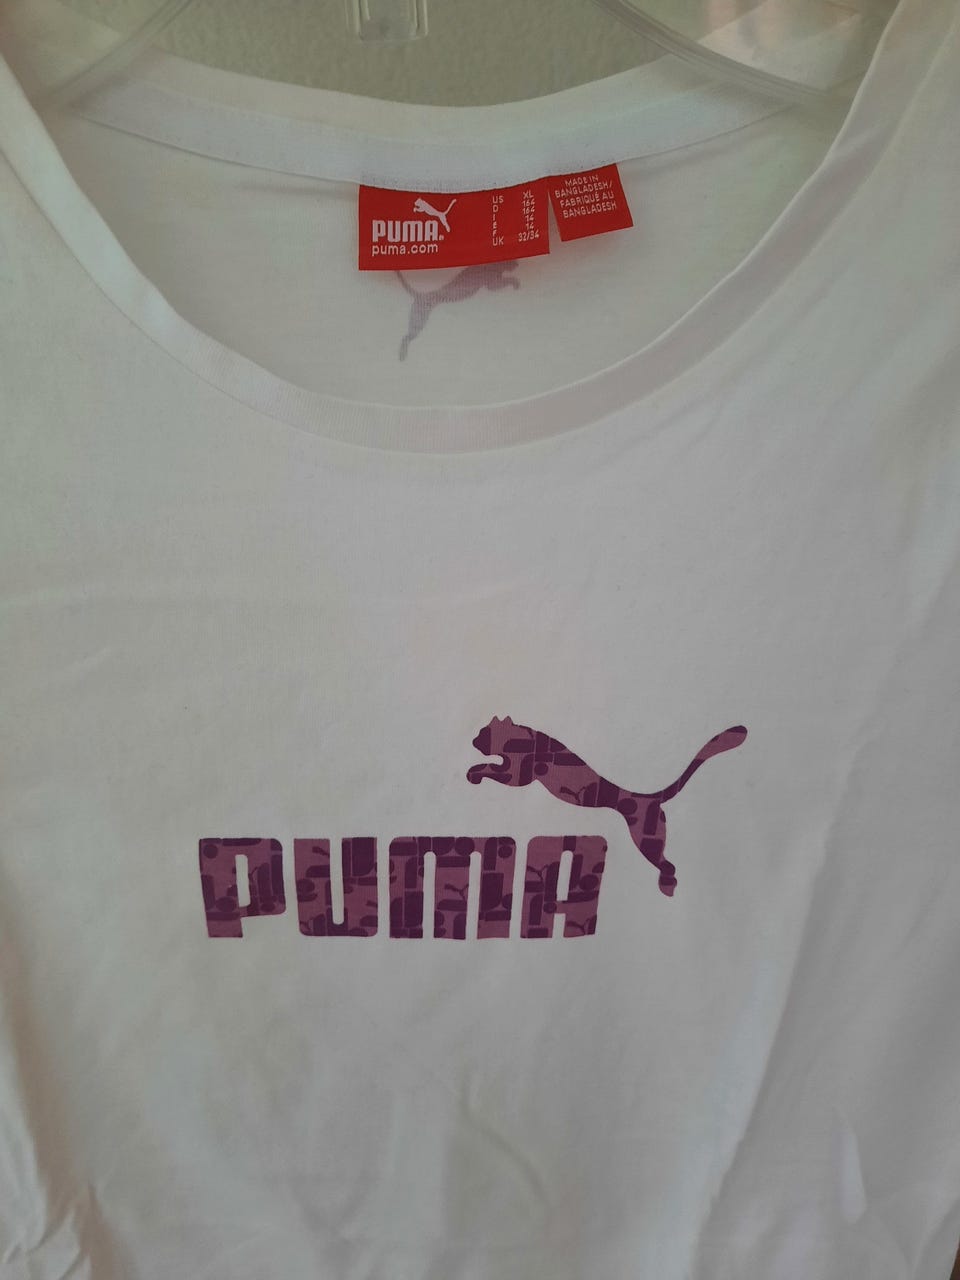 PUMA®
puma.com
US XL
D 164
I 164
E 14
F 14
UK 32/34
MADE IN
BANGLADESH/
FABRIQUÉ AU
BANGLADESH
PUMA